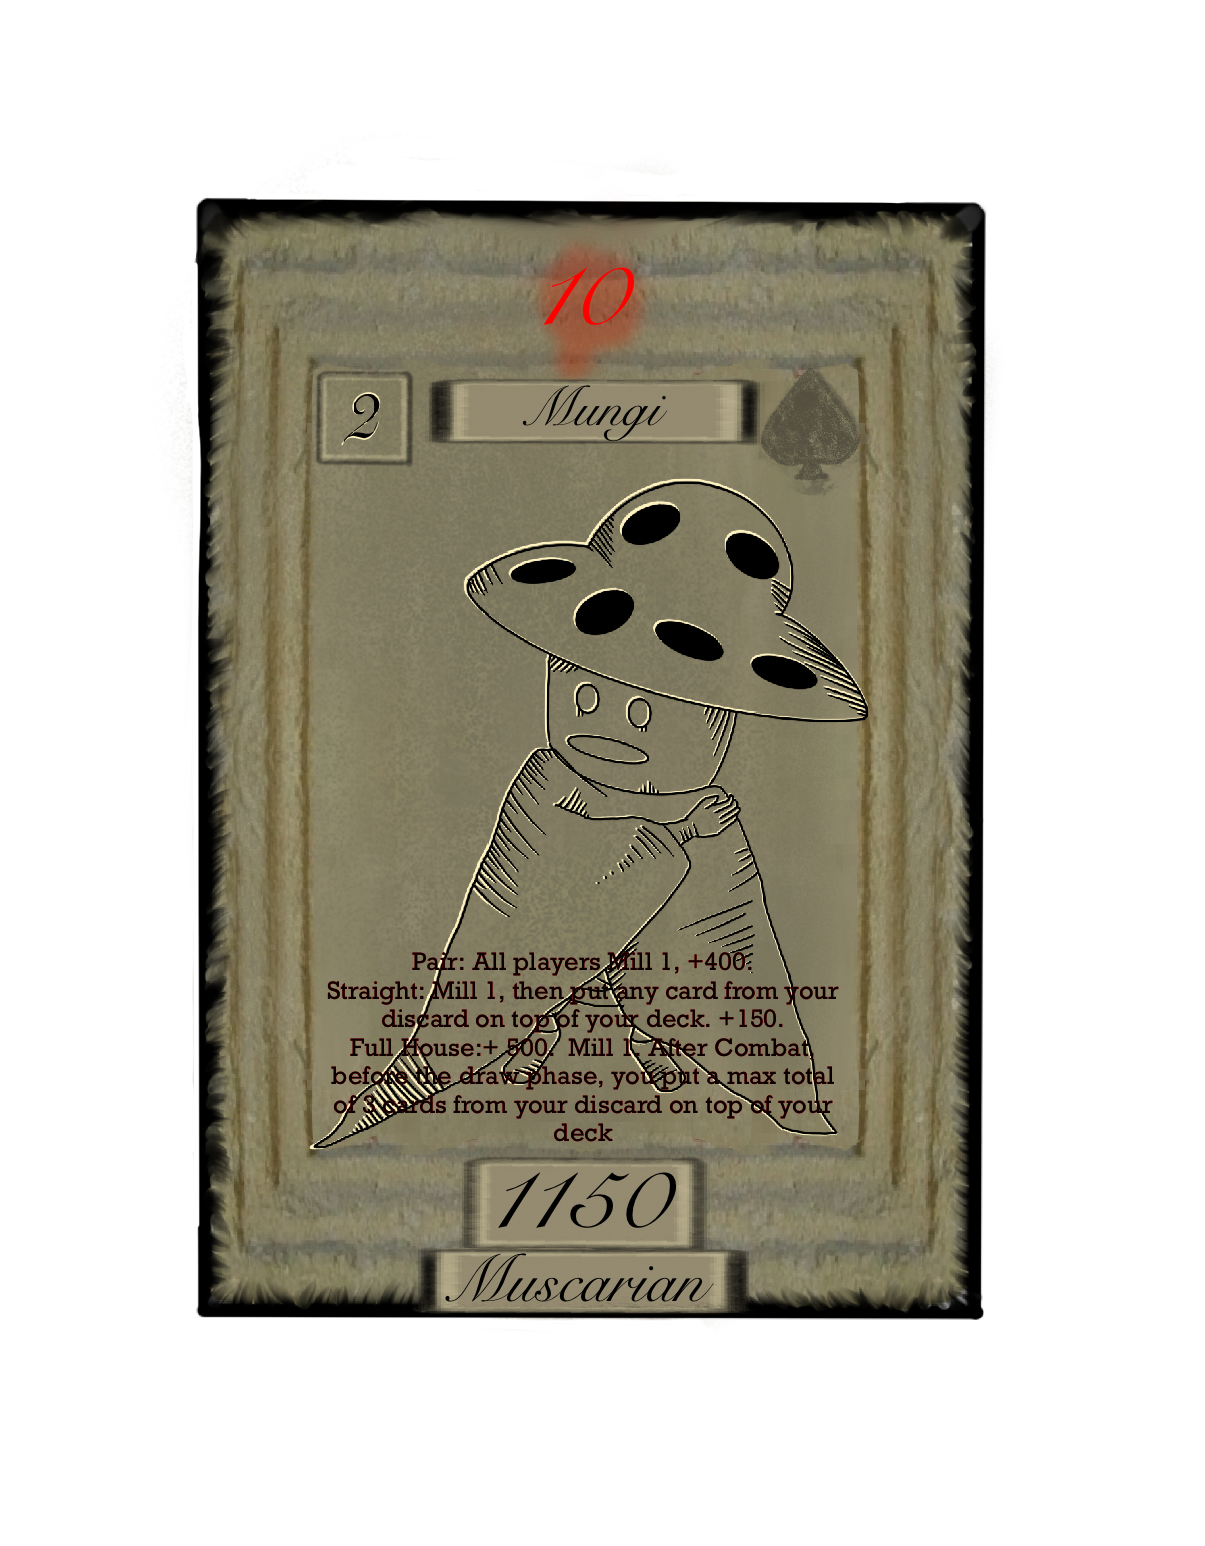 10
2
Mungi
Pair: All players Mill 1, +400.
Straight: Mill 1, then put any card from your
discard on top of your deck. +150.
Full House:+ 500.  Mill 1. After Combat,
before the draw phase, you put a max total
of 3 cards from your discard on top of your
deck
1150
Muscarian